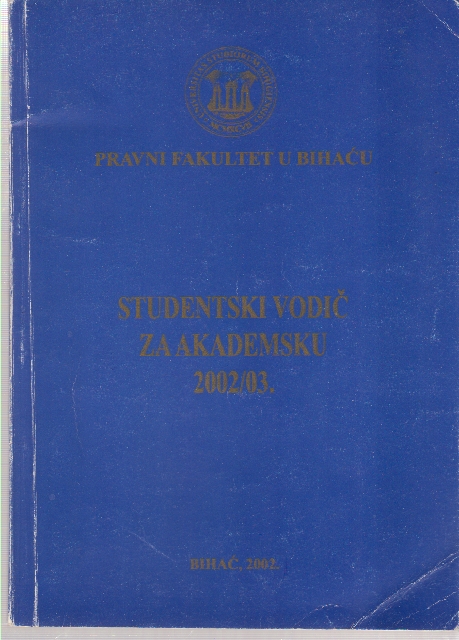 PRAVNI FAKULTET U BIHAĆU
STUDENTSKI VODIČ
ZA AKADEMSKU
2002/03.
BIHAĆ, 2002.